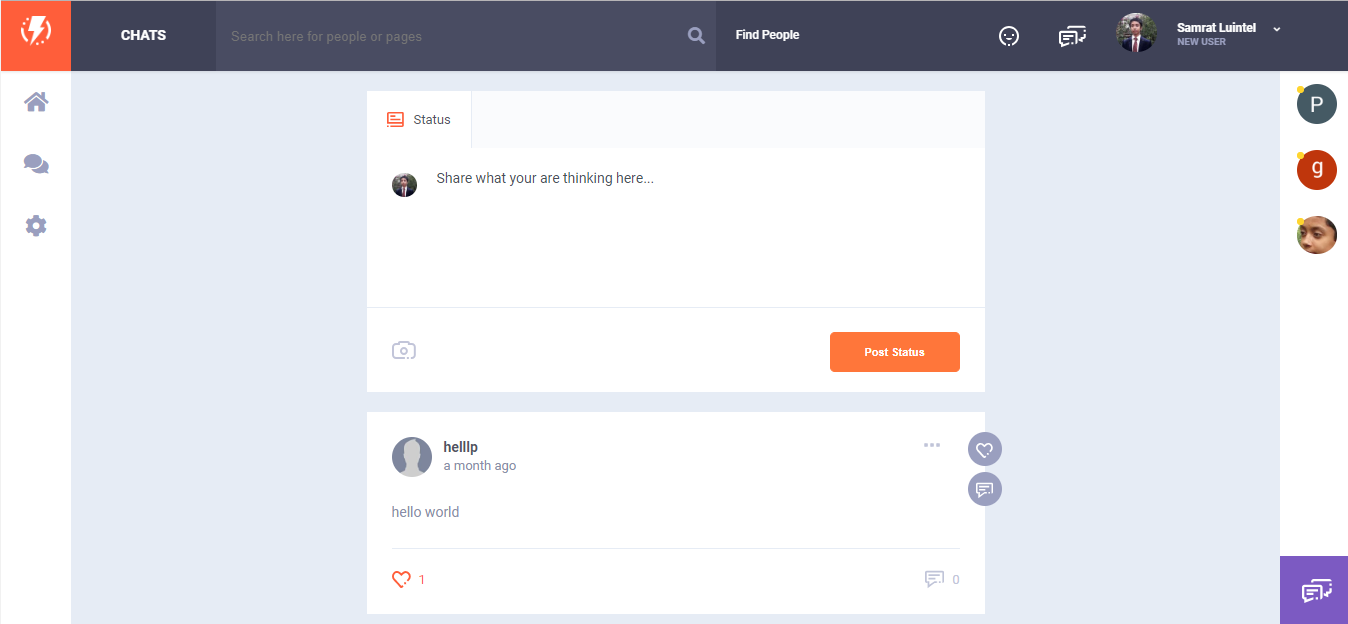 CHATS
Search here for people or pages
Find People
Samrat Luintel
NEW USER
P
g
Status
Share what your are thinking here...
Post Status
helllp
a month ago
hello world
1
0